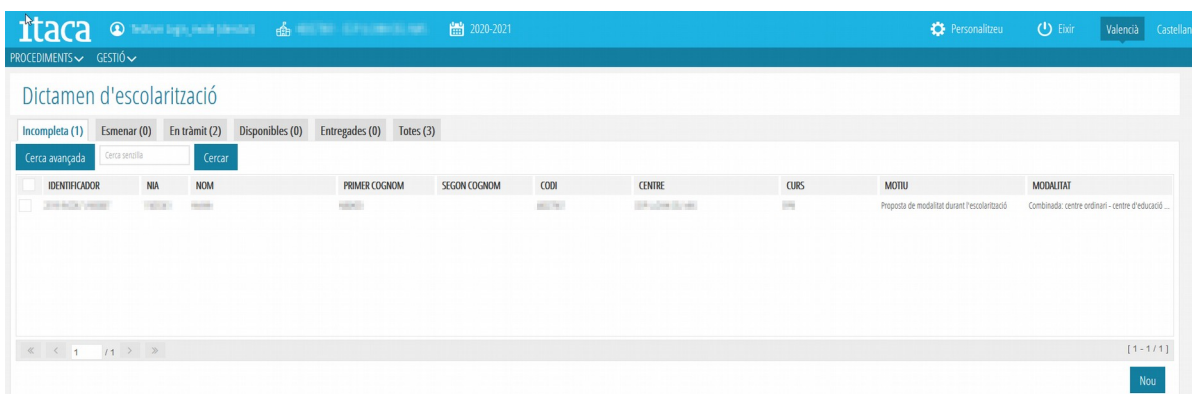 itaca 2020-2021 Personalitzeu Eixir Valencià Castellan
PROCEDIMENTS GESTIÓ
Dictamen d'escolarització
Incompleta (1) Esmenar (0) En tràmit (2) Disponibles (0) Entregades (0) Totes (3)
Cerca avançada Cerca senzilla Cercar
IDENTIFICADOR NIA NOM PRIMER COGNOM SEGON COGNOM CODI CENTRE CURS MOTIU MODALITAT
Proposta de modalitat durant l'escolarització Combinada: centre ordinari - centre d'educació ...
« < 1 / 1 > » [ 1 - 1 / 1 ]
Nou